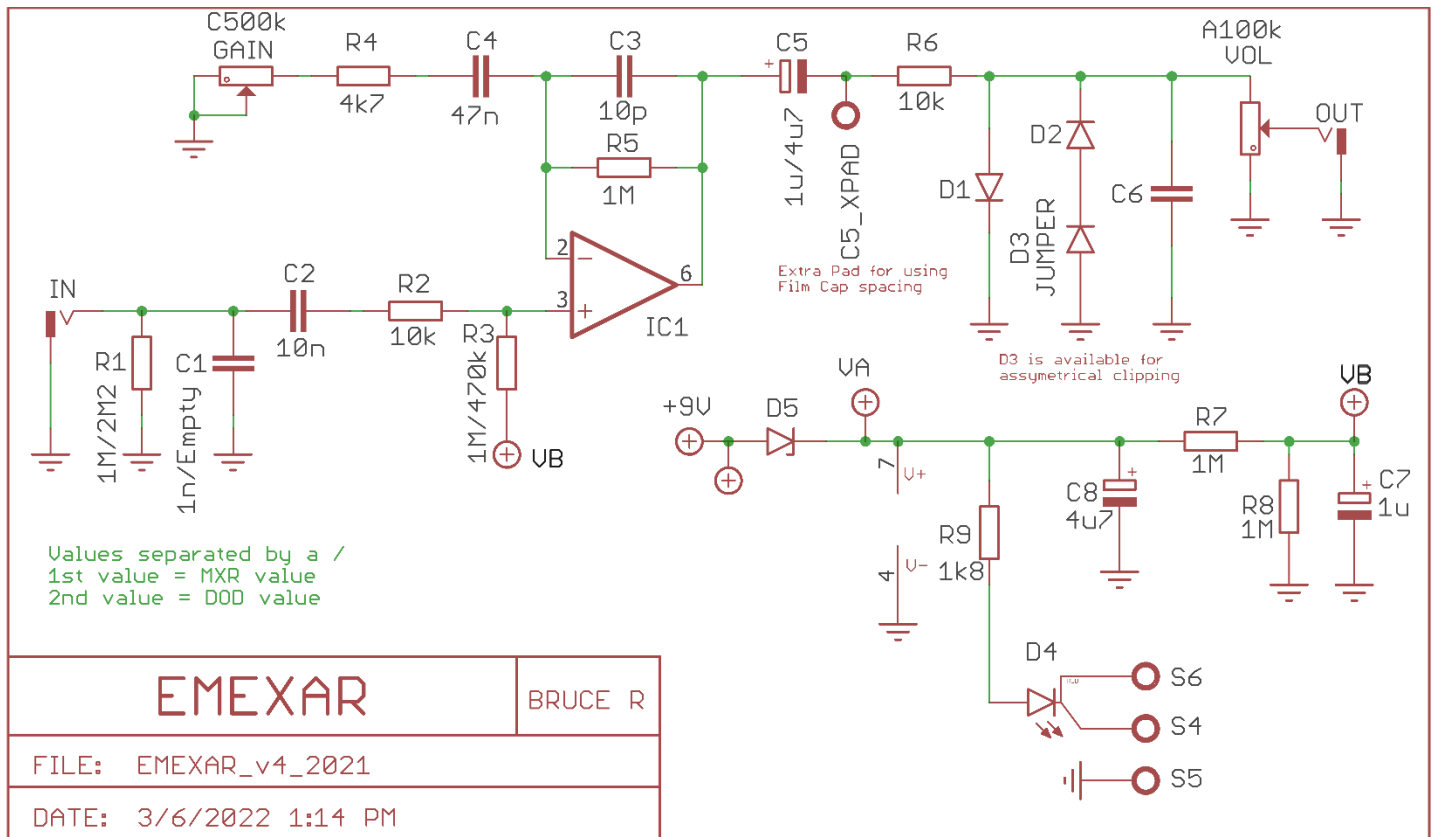 C500k
GAIN
R4
4k7
C4
47n
C3
10p
R5
1M
C5
+
1u/4u7
C5_XPAD
R6
10k
Extra Pad for using
Film Cap spacing
D1
D2
D3
JUMPER
C6
A100k
VOL
OUT
D3 is available for
assymetrical clipping
IN
R1
1M/2M2
C1
1n/Empty
C2
10n
R2
10k
R3
1M/470k
VB
2
-
3
+
6
IC1
+9V
D5
VA
7
V+
4
V-
R9
1k8
C8
4u7
+
R7
1M
R8
1M
VB
C7
1u
+
D4
S6
S4
S5
Values separated by a /
1st value = MXR value
2nd value = DOD value
EMEXAR
BRUCE R
FILE: EMEXAR_v4_2021
DATE: 3/6/2022 1:14 PM